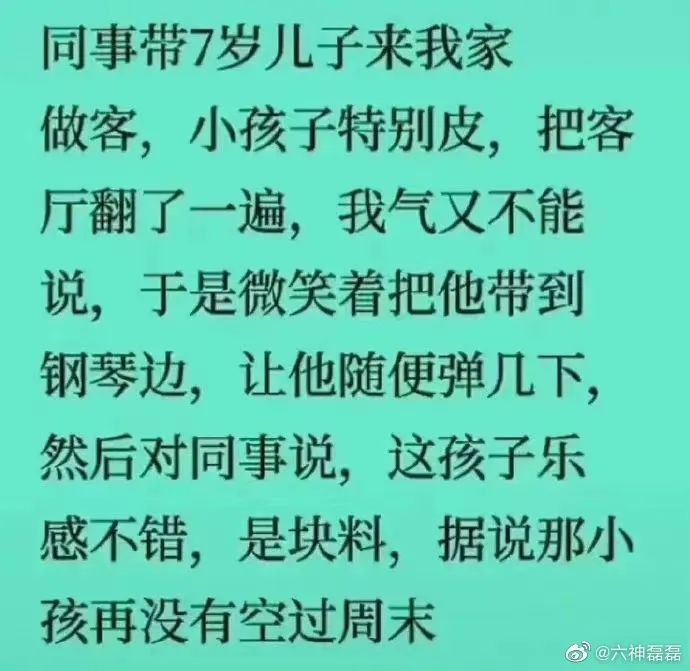 同事带7岁儿子来我家
做客，小孩子特别皮，把客
厅翻了一遍，我气又不能
说，于是微笑着把他带到
钢琴边，让他随便弹几下，
然后对同事说，这孩子乐
感不错，是块料，据说那小
孩再没有空过周末
@六神磊磊